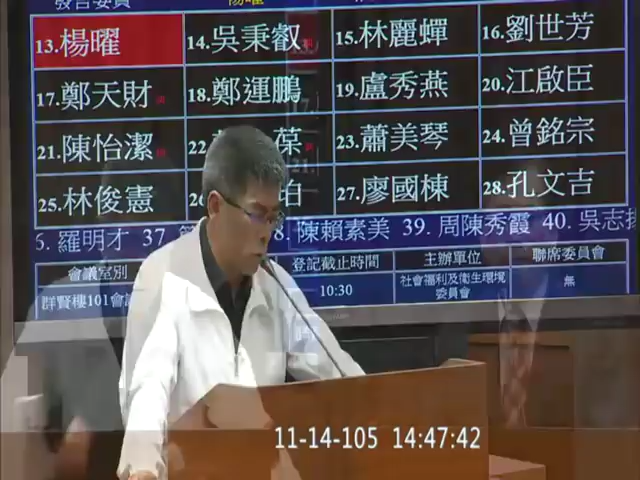 發言委員
13.楊曜 14.吳秉叡 15.林麗蟬 16.劉世芳
17.鄭天財 18.鄭運鵬 19.盧秀燕 20.江啟臣
21.陳怡潔 22 葆 23.蕭美琴 24.曾銘宗
25.林俊憲 2 珀 27.廖國棟 28.孔文吉
6. 羅明才 37 8. 陳賴素美 39. 周陳秀霞 40. 吳志揚
會議室別 登記截止時間 主辦單位 聯席委員會
群賢樓101會 10:30 社會福利及衛生環境委員會 無
11-14-105 14:47:42